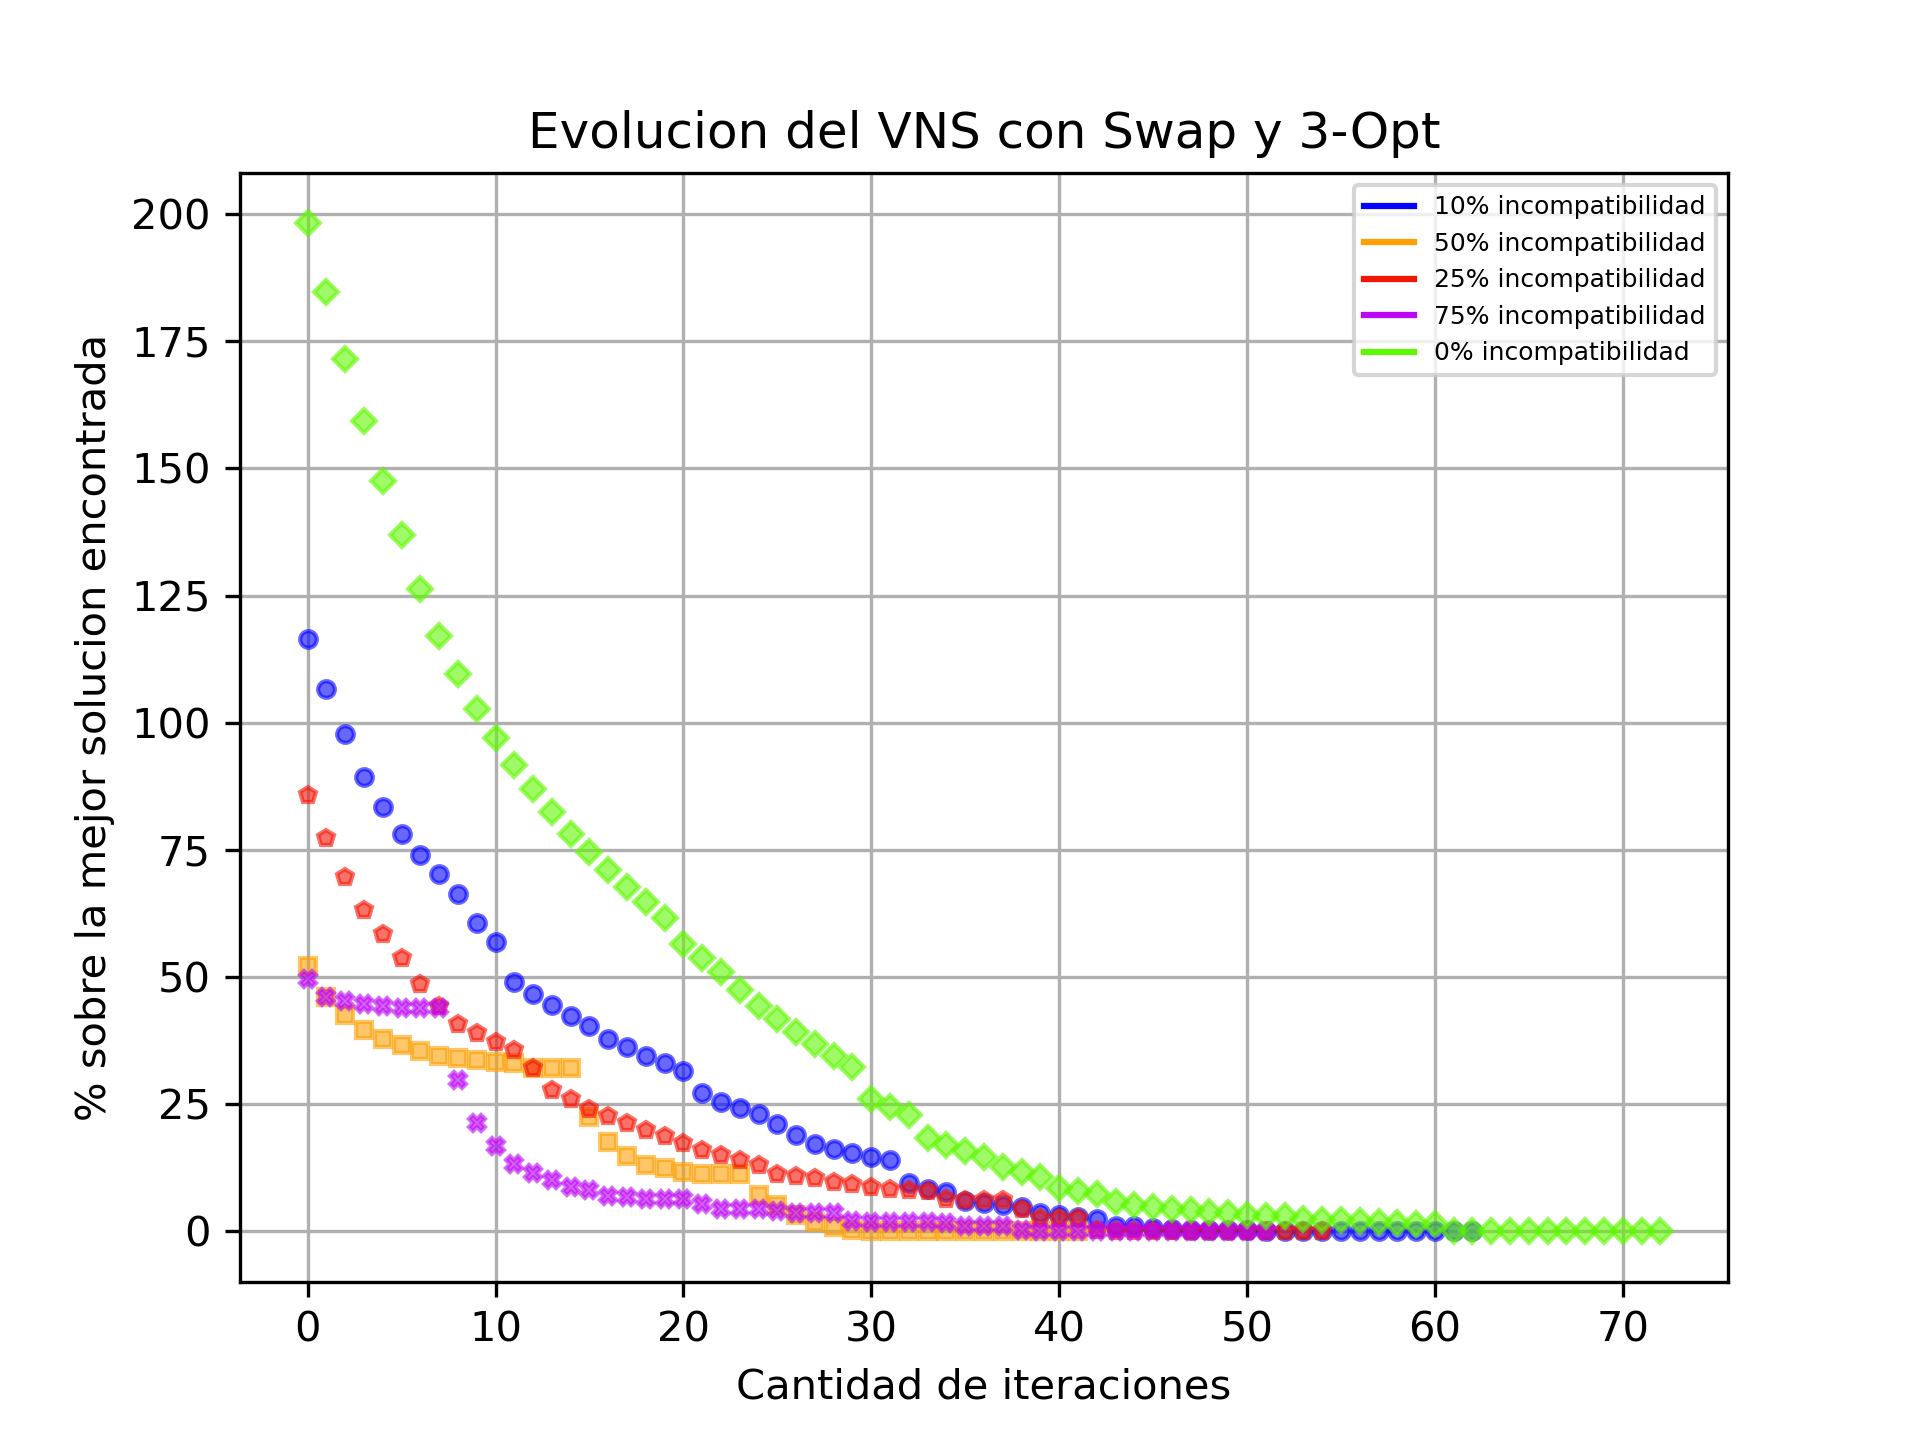 Evolucion del VNS con Swap y 3-Opt
% sobre la mejor solucion encontrada
200
175
150
125
100
75
50
25
0
10% incompatibilidad
50% incompatibilidad
25% incompatibilidad
75% incompatibilidad
0% incompatibilidad
0 10 20 30 40 50 60 70
Cantidad de iteraciones